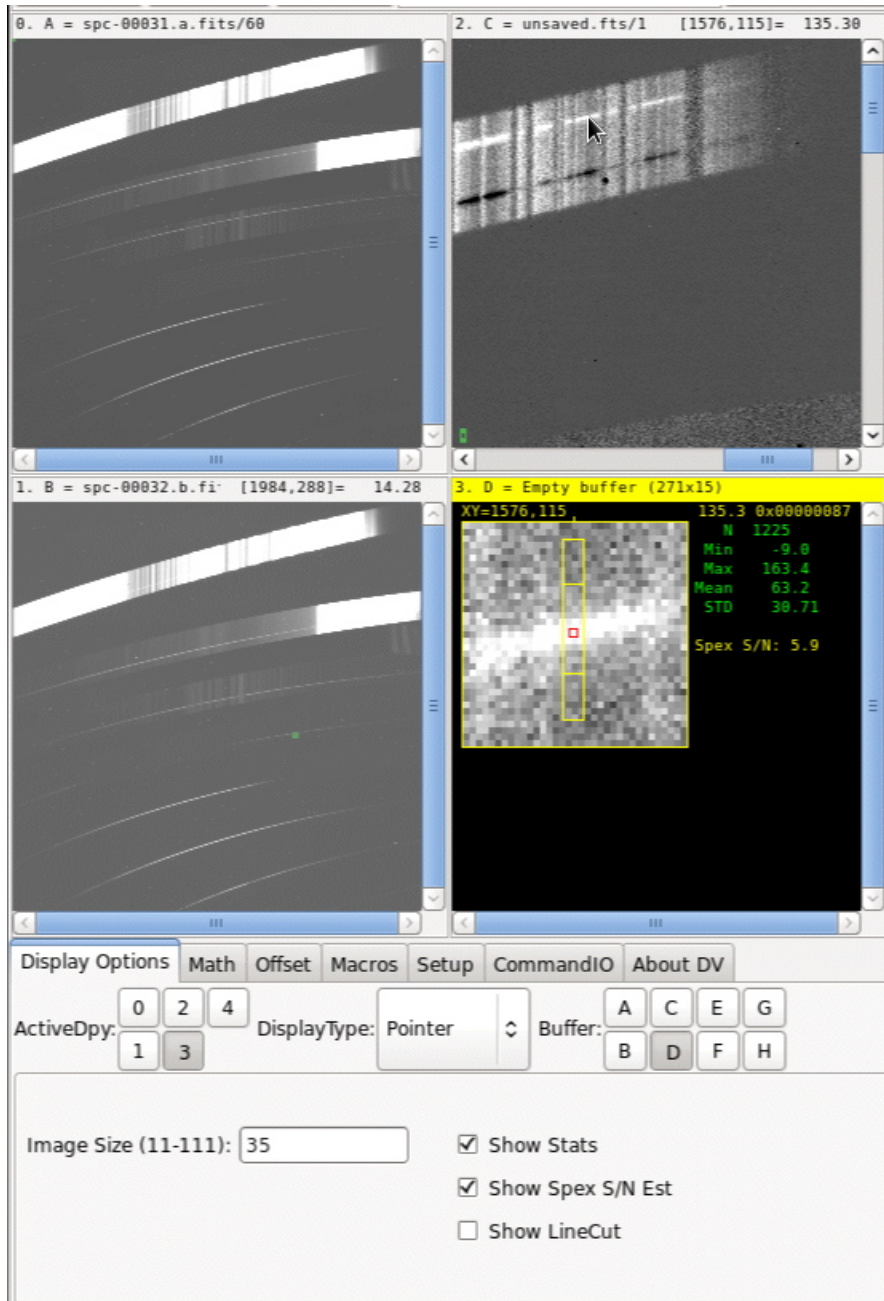 0. A = spc-00031.a.fits/60
2. C = unsaved.fts/1 [1576,115]= 135.30
1. B = spc-00032.b.fi [1984,288]= 14.28
3. D = Empty buffer (271x15)
XY=1576,115 135.3 0x00000087
N 1225
Min -9.0
Max 163.4
Mean 63.2
STD 30.71
Spex S/N: 5.9
Display Options Math Offset Macros Setup CommandIO About DV
ActiveDpy: 0 2 4 DisplayType: Pointer Buffer: A C E G
1 3 B D F H
Image Size (11-111): 35
Show Stats
Show Spex S/N Est
Show LineCut